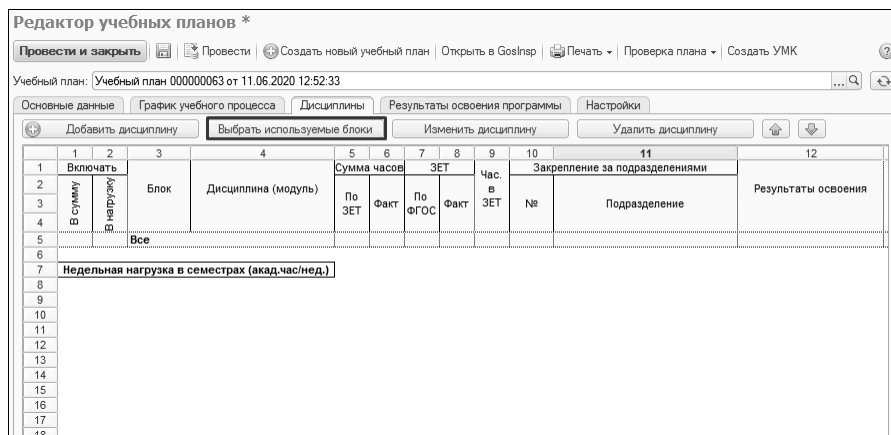 Редактор учебных планов *
Провести и закрыть Провести Создать новый учебный план Открыть в GosInsp Печать Проверка плана Создать УМК ?
Учебный план: Учебный план 000000063 от 11.06.2020 12:52:33 ...
Основные данные График учебного процесса Дисциплины Результаты освоения программы Настройки
Добавить дисциплину Выбрать используемые блоки Изменить дисциплину Удалить дисциплину
1 2 3 4 5 6 7 8 9 10 11 12
1 Включать Блок Дисциплина (модуль) Сумма часов ЗЕТ Час. в ЗЕТ Закрепление за подразделениями Результаты освоения
2 В сумму В нагрузку По ЗЕТ Факт По ФГОС Факт № Подразделение
3
4
5 Все
6
7 Недельная нагрузка в семестрах (акад.час/нед.)
8
9
10
11
12
13
14
15
16
17
18